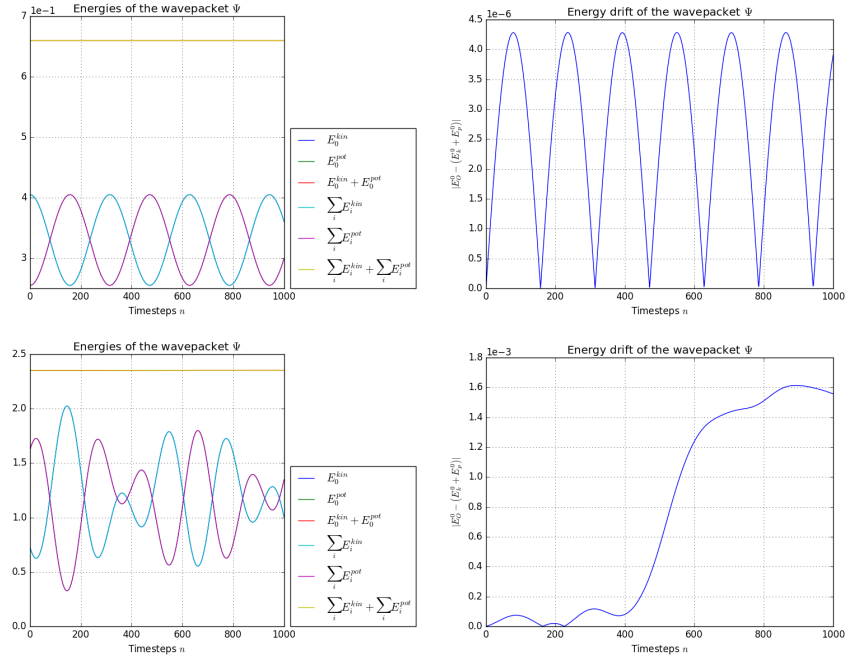 Energies of the wavepacket Ψ
1e−1
7
6
5
4
3
0 200 400 600 800 1000
Timesteps n
E_0^{kin}
E_0^{pot}
E_0^{kin} + E_0^{pot}
∑_i E_i^{kin}
∑_i E_i^{pot}
∑_i E_i^{kin} + ∑_i E_i^{pot}
Energy drift of the wavepacket Ψ
1e−6
4.5
4.0
3.5
3.0
2.5
2.0
1.5
1.0
0.5
0.0
|E_O^0 − (E_k^0 + E_p^0)|
0 200 400 600 800 1000
Timesteps n
Energies of the wavepacket Ψ
2.5
2.0
1.5
1.0
0.5
0.0
0 200 400 600 800 1000
Timesteps n
E_0^{kin}
E_0^{pot}
E_0^{kin} + E_0^{pot}
∑_i E_i^{kin}
∑_i E_i^{pot}
∑_i E_i^{kin} + ∑_i E_i^{pot}
Energy drift of the wavepacket Ψ
1e−3
1.8
1.6
1.4
1.2
1.0
0.8
0.6
0.4
0.2
0.0
|E_O^0 − (E_k^0 + E_p^0)|
0 200 400 600 800 1000
Timesteps n